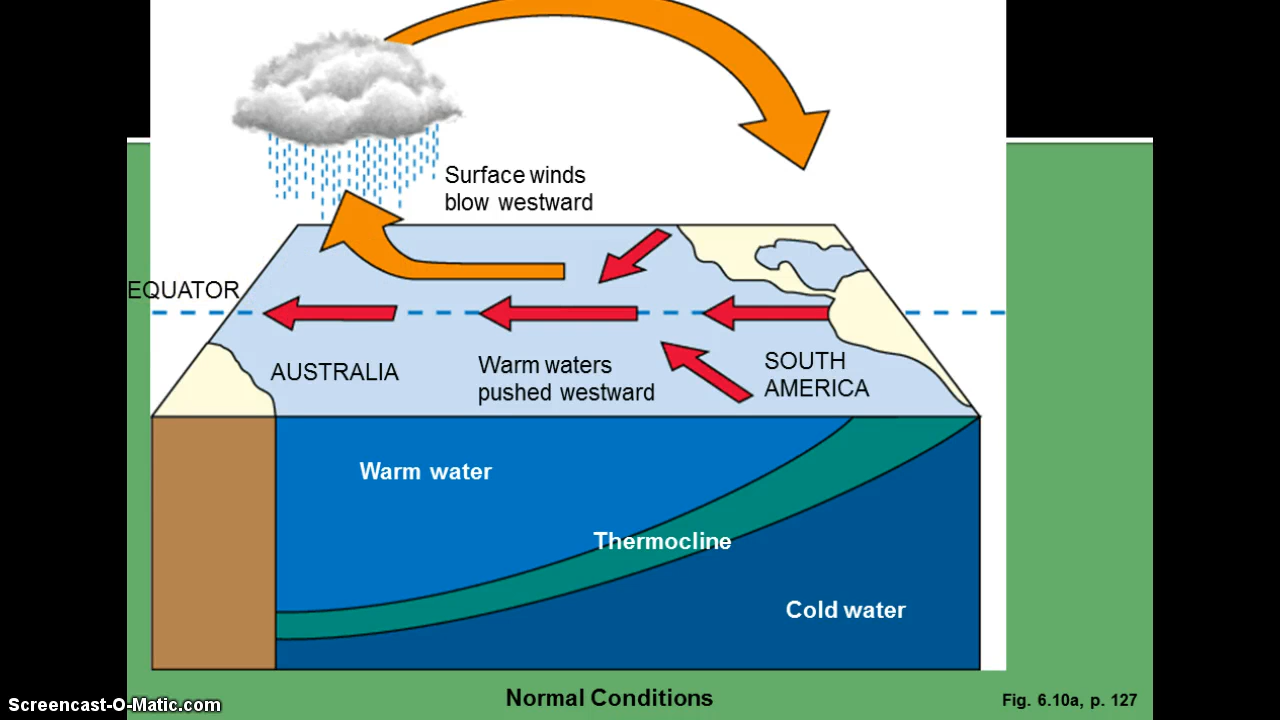 Surface winds
blow westward
EQUATOR
AUSTRALIA
Warm waters
pushed westward
SOUTH
AMERICA
Warm water
Thermocline
Cold water
Normal Conditions
Fig. 6.10a, p. 127
Screencast-O-Matic.com